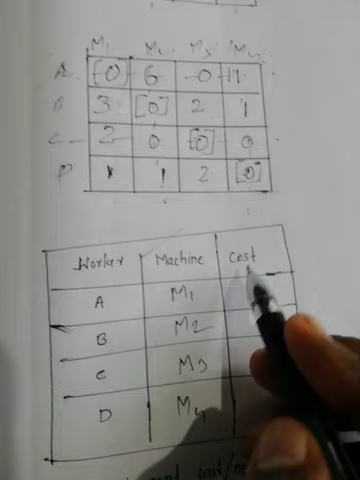 M1 M2 M3 M4
A [0] 6 0 11
B 3 [0] 2 1
C 2 0 [0] 0
D 1 1 2 [0]
Worker Machine Cost
A M1
B M2
C M3
D M4